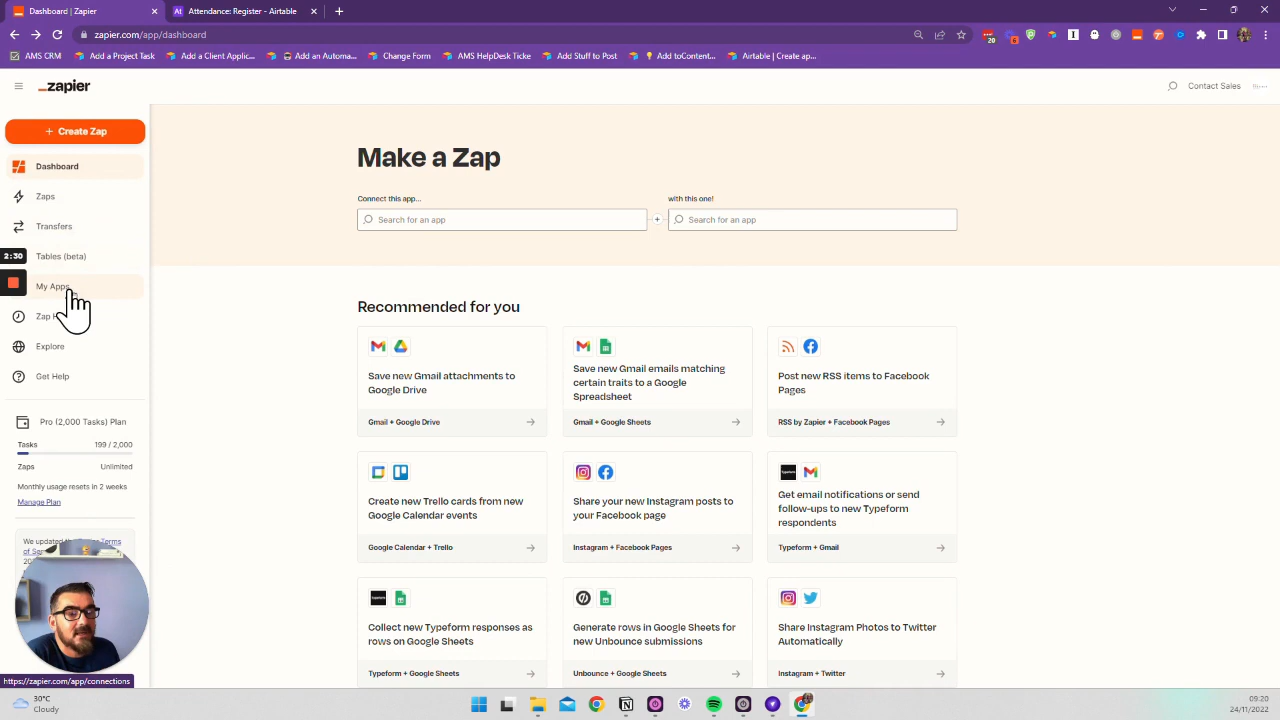 Dashboard | Zapier
Attendance: Register - Airtable
zapier.com/app/dashboard
AMS CRM
Add a Project Task
Add a Client Applic...
Add an Automa...
Change Form
AMS HelpDesk Ticke
Add Stuff to Post
Add toConten...
Airtable | Create ap...
_zapier
Contact Sales
+ Create Zap
Dashboard
Zaps
Transfers
2:30
Tables (beta)
My Apps
Zap H
Explore
Get Help
Pro (2,000 Tasks) Plan
Tasks 199 / 2,000
Zaps Unlimited
Monthly usage resets in 2 weeks
Manage Plan
We updated
Terms
of Se
20
Make a Zap
Connect this app...
with this one!
Search for an app
Search for an app
Recommended for you
Save new Gmail attachments to
Google Drive
Gmail + Google Drive
Save new Gmail emails matching
certain traits to a Google
Spreadsheet
Gmail + Google Sheets
Post new RSS items to Facebook
Pages
RSS by Zapier + Facebook Pages
Create new Trello cards from new
Google Calendar events
Google Calendar + Trello
Share your new Instagram posts to
your Facebook page
Instagram + Facebook Pages
Get email notifications or send
follow-ups to new Typeform
respondents
Typeform + Gmail
Collect new Typeform responses as
rows on Google Sheets
Typeform + Google Sheets
Generate rows in Google Sheets for
new Unbounce submissions
Unbounce + Google Sheets
Share Instagram Photos to Twitter
Automatically
Instagram + Twitter
https://zapier.com/app/connections
30°C
Cloudy
09:20
24/11/2022